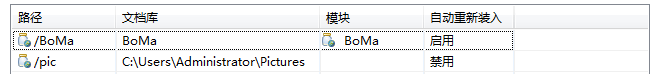 路径 文档库 模块 自动重新装入
/BoMa BoMa BoMa 启用
/pic C:\Users\Administrator\Pictures 禁用